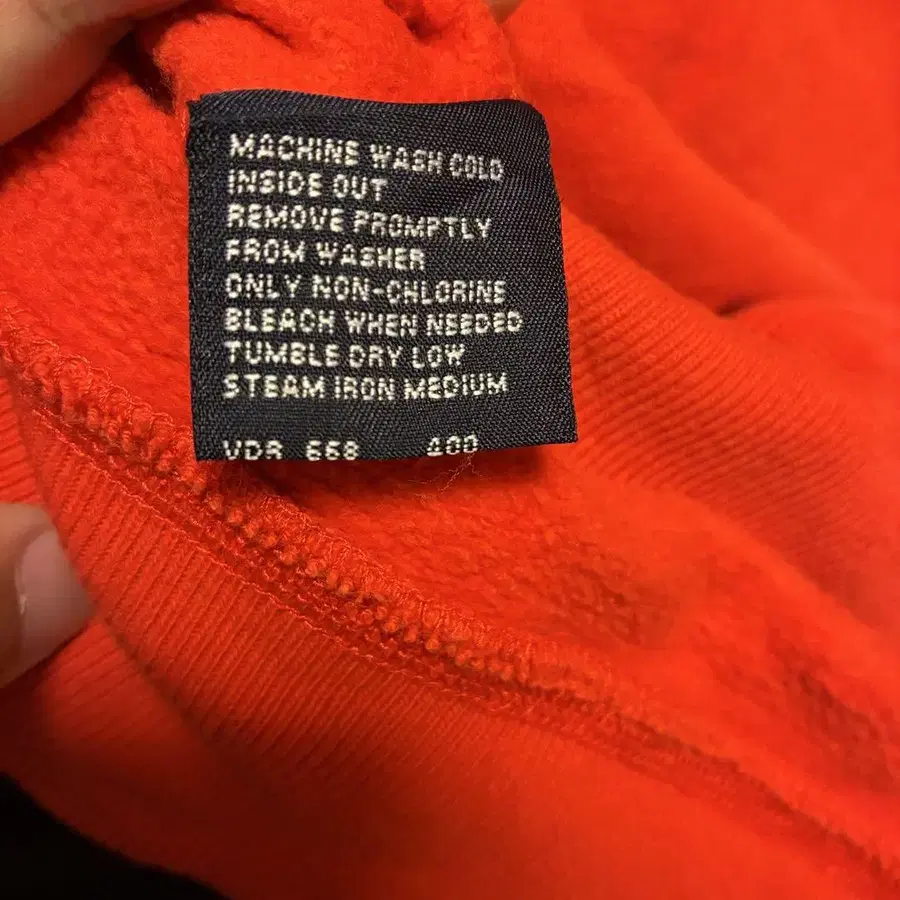 MACHINE WASH COLD
INSIDE OUT
REMOVE PROMPTLY
FROM WASHER
ONLY NON-CHLORINE
BLEACH WHEN NEEDED
TUMBLE DRY LOW
STEAM IRON MEDIUM
VDR 558 400